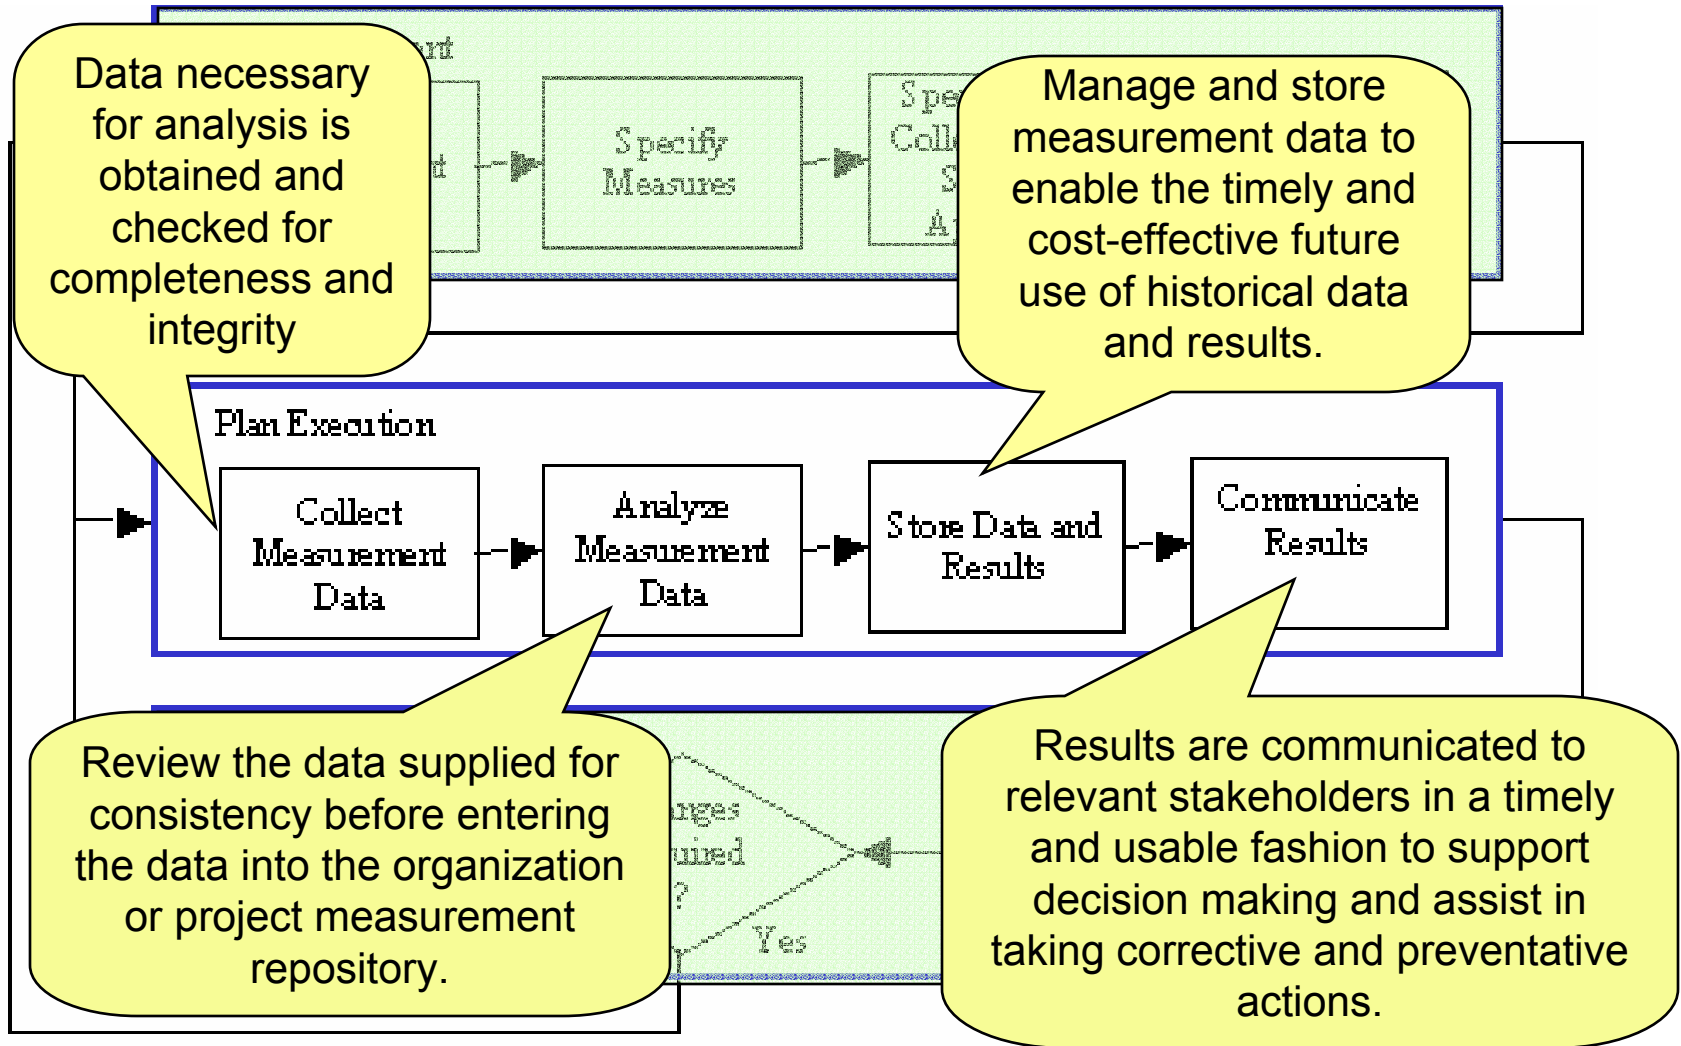 Data necessary
for analysis is
obtained and
checked for
completeness and
integrity
Specify
Measures
Manage and store
measurement data to
enable the timely and
cost-effective future
use of historical data
and results.
Plan Execution
Collect
Measurement
Data
Analyze
Measurement
Data
Store Data and
Results
Communicate
Results
Review the data supplied for
consistency before entering
the data into the organization
or project measurement
repository.
?
Yes
Results are communicated to
relevant stakeholders in a timely
and usable fashion to support
decision making and assist in
taking corrective and preventative
actions.